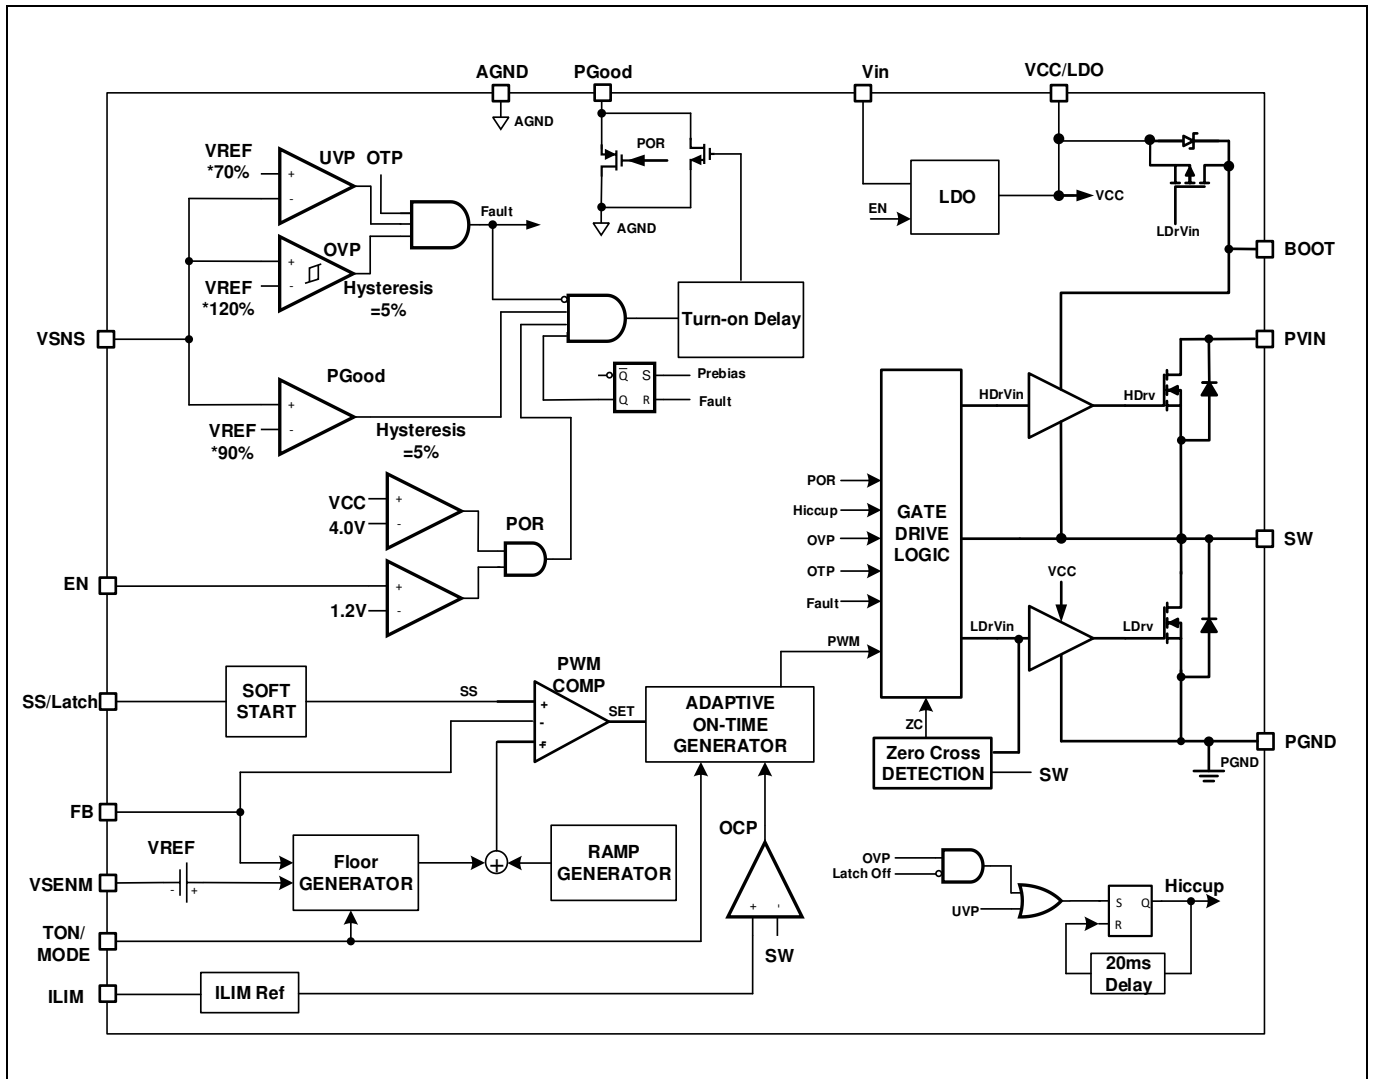 AGND
PGood
Vin
VCC/LDO
AGND
VREF
*70%
+
-
UVP
OTP
Fault
POR
AGND
LDO
EN
VCC
LDrVin
BOOT
OVP
+
-
VREF
*120%
Hysteresis
=5%
Turn-on Delay
VSNS
PVIN
PGood
+
-
VREF
*90%
Hysteresis
=5%
Q
S
Q
R
Prebias
Fault
HDrVin
HDrv
VCC
4.0V
+
-
POR
EN
1.2V
+
-
POR
Hiccup
OVP
OTP
Fault
PWM
GATE
DRIVE
LOGIC
SW
VCC
LDrVin
LDrv
SS/Latch
SOFT
START
SS
PWM
COMP
+
-
+
SET
ADAPTIVE
ON-TIME
GENERATOR
ZC
Zero Cross
DETECTION
SW
PGND
PGND
FB
VREF
- +
VSENM
Floor
GENERATOR
+
RAMP
GENERATOR
OCP
+ -
SW
TON/
MODE
ILIM
ILIM Ref
OVP
Latch Off
UVP
S
Q
R
Hiccup
20ms
Delay